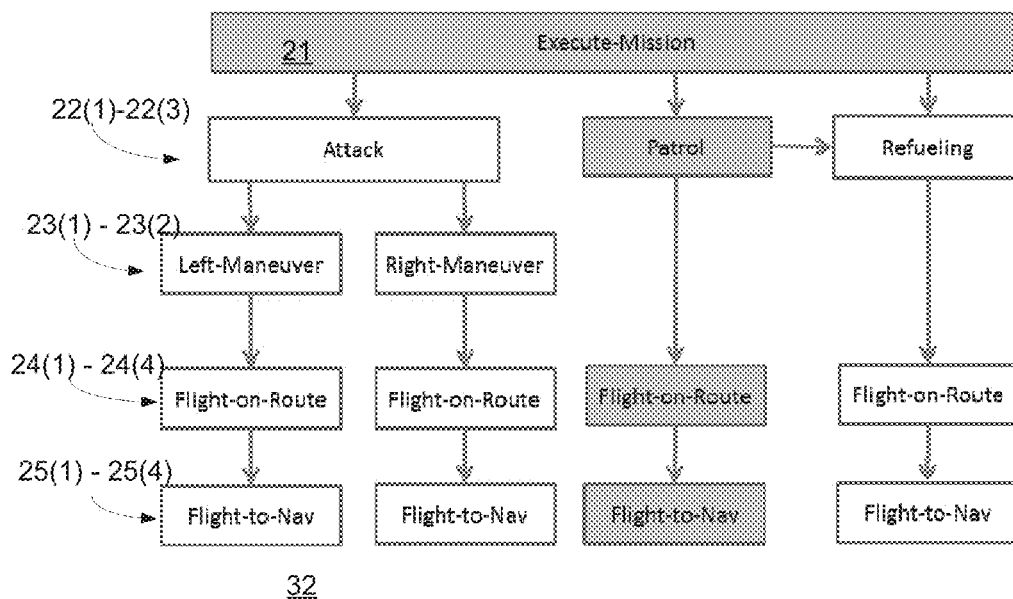 Execute-Mission
21
22(1)-22(3)
Attack
Patrol
Refueling
23(1) - 23(2)
Left-Maneuver
Right-Maneuver
24(1) - 24(4)
Flight-on-Route
Flight-on-Route
Flight-on-Route
Flight-on-Route
25(1) - 25(4)
Flight-to-Nav
Flight-to-Nav
Flight-to-Nav
Flight-to-Nav
32